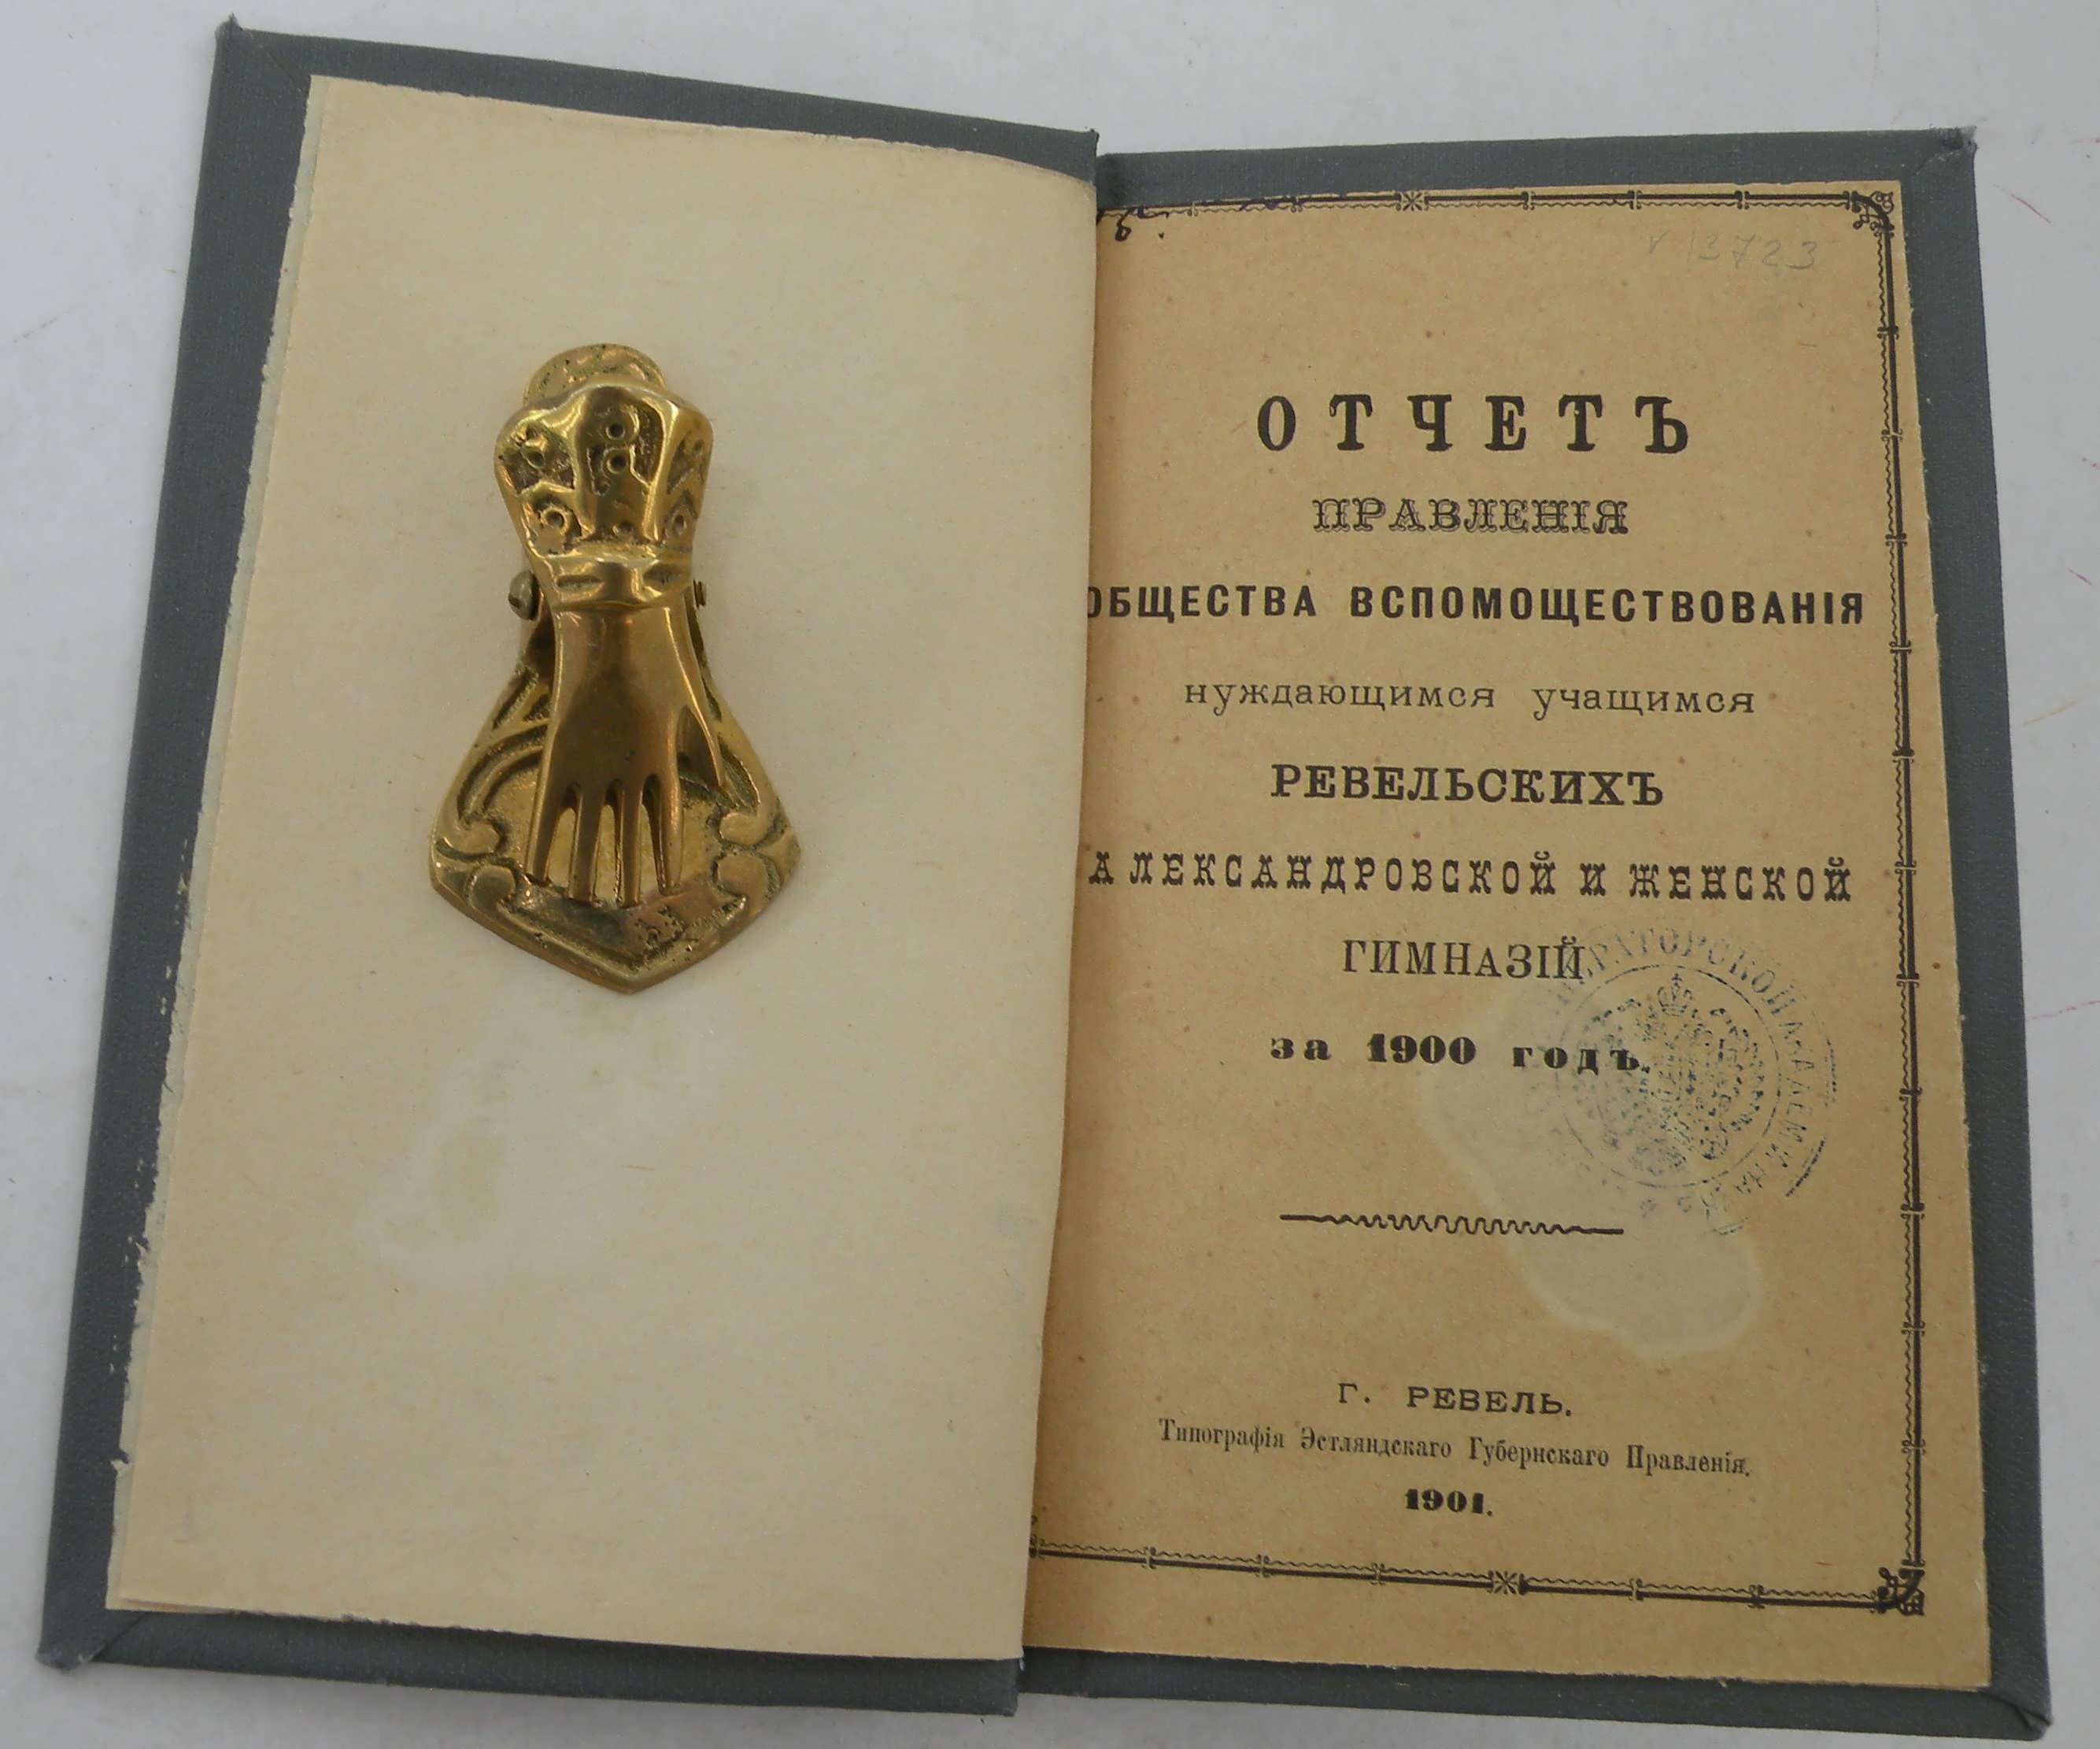 13723
ОТЧЕТЪ
ПРАВЛЕНІЯ
ОБЩЕСТВА ВСПОМОЩЕСТВОВАНІЯ
нуждающимся учащимся
РЕВЕЛЬСКИХЪ
АЛЕКСАНДРОВСКОЙ И ЖЕНСКОЙ
ГИМНАЗІЙ
за 1900 годъ.
Г. РЕВЕЛЬ.
Типографія Эстляндскаго Губернскаго Правленія.
1901.